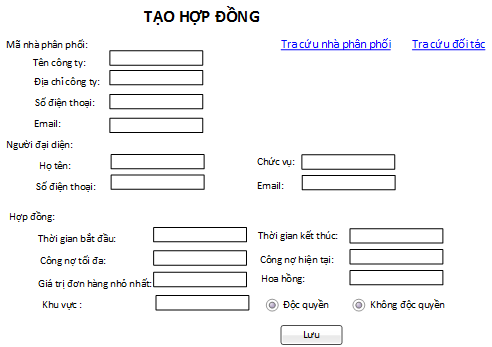 TẠO HỢP ĐỒNG
Mã nhà phân phối:
Tra cứu nhà phân phối
Tra cứu đối tác
Tên công ty:
Địa chỉ công ty:
Số điện thoại:
Email:
Người đại diện:
Họ tên:
Chức vụ:
Số điện thoại:
Email:
Hợp đồng:
Thời gian bắt đầu:
Thời gian kết thúc:
Công nợ tối đa:
Công nợ hiện tại:
Giá trị đơn hàng nhỏ nhất:
Hoa hồng:
Khu vực :
Độc quyền
Không độc quyền
Lưu